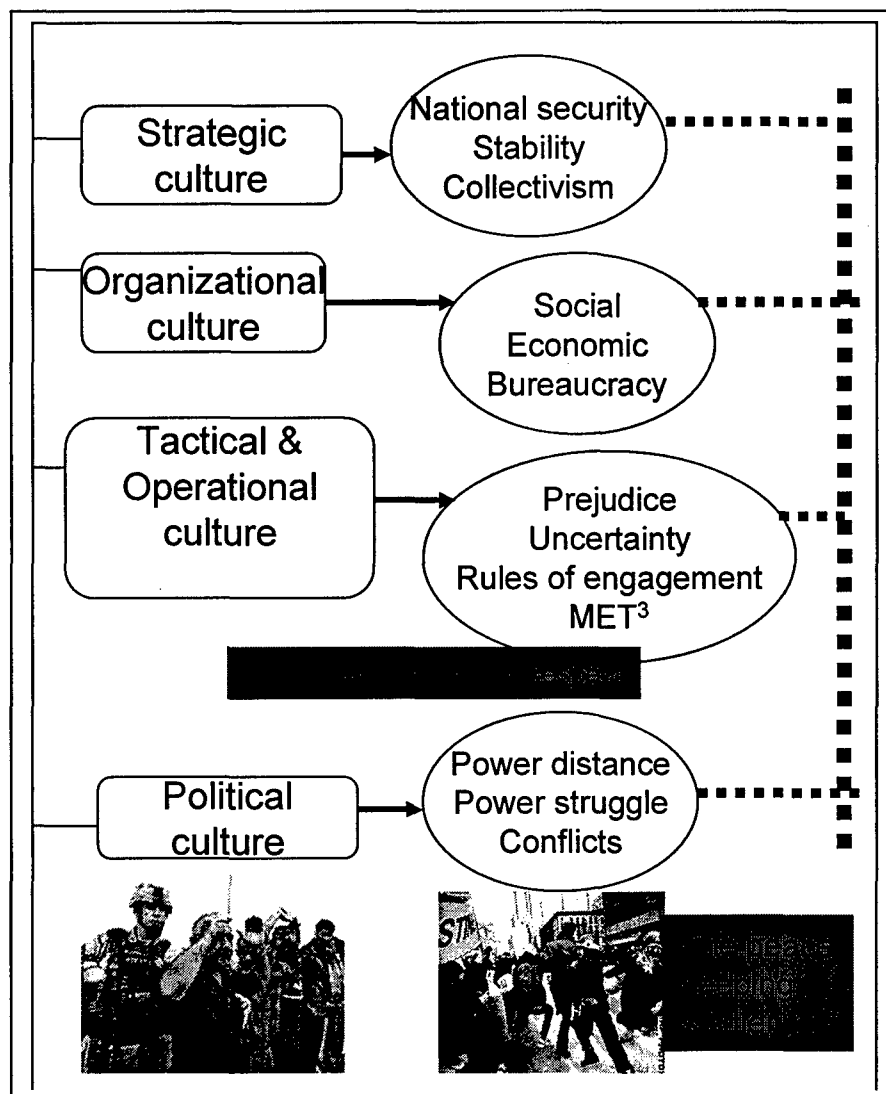 Strategic
culture
National security
Stability
Collectivism
Organizational
culture
Social
Economic
Bureaucracy
Tactical &
Operational
culture
Prejudice
Uncertainty
Rules of engagement
MET³
Political
culture
Power distance
Power struggle
Conflicts